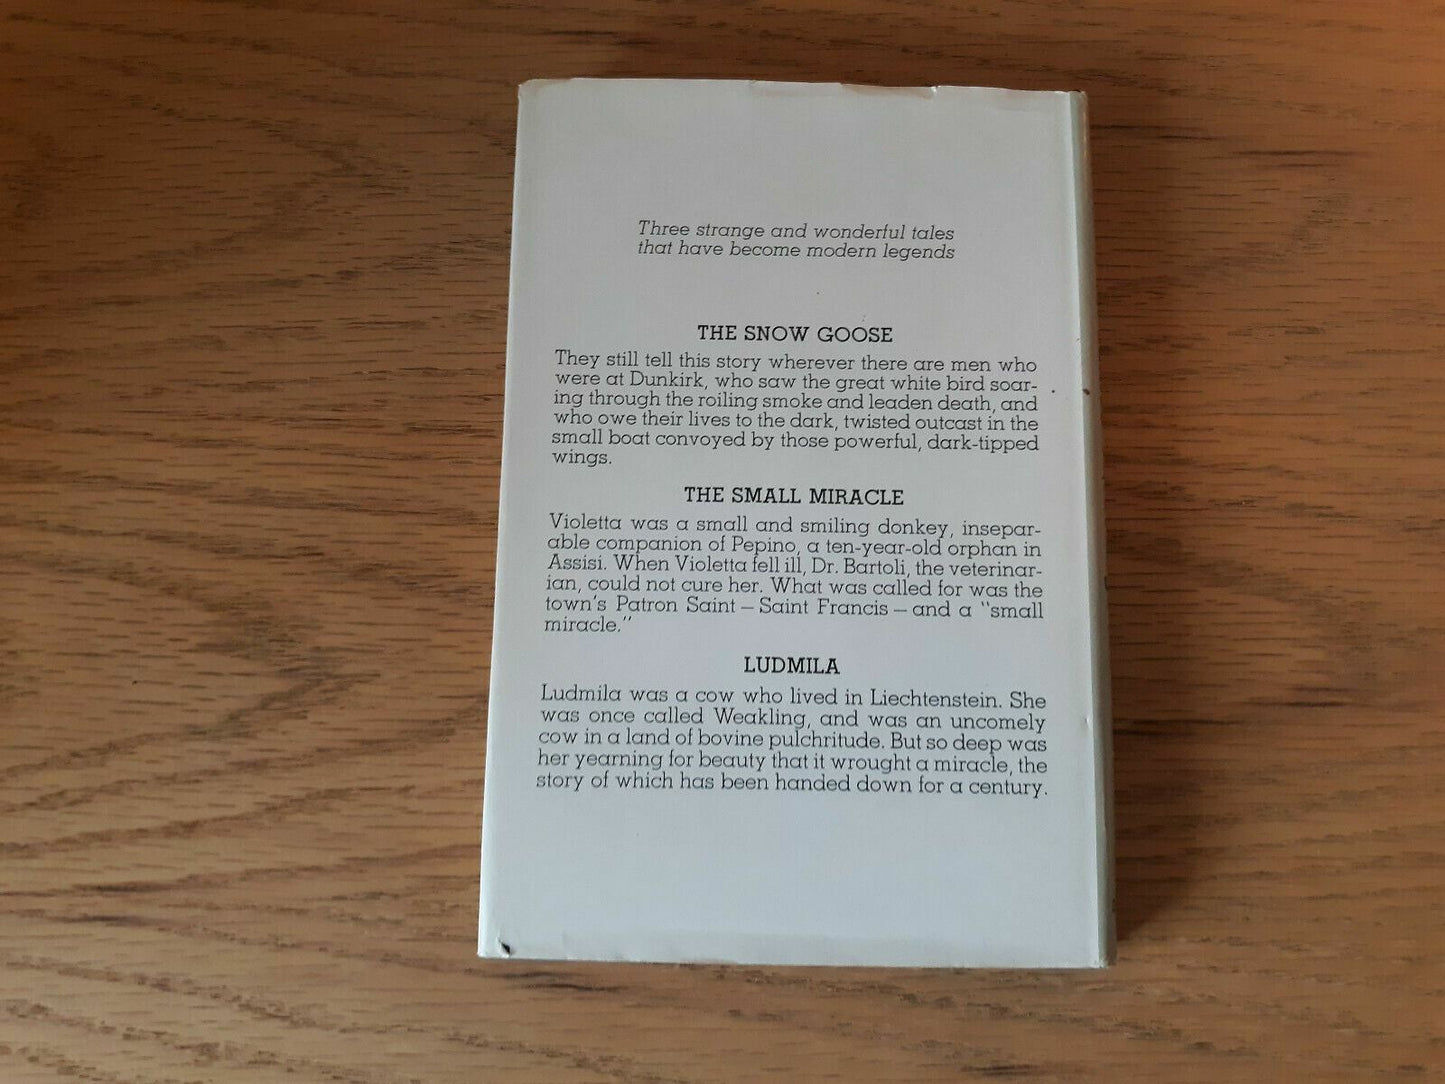 Three strange and wonderful tales
that have become modern legends
THE SNOW GOOSE
They still tell this story wherever there are men who
were at Dunkirk, who saw the great white bird soar-
ing through the roiling smoke and leaden death, and
who owe their lives to the dark, twisted outcast in the
small boat convoyed by those powerful, dark-tipped
wings.
THE SMALL MIRACLE
Violetta was a small and smiling donkey, insepar-
able companion of Pepino, a ten-year-old orphan in
Assisi. When Violetta fell ill, Dr. Bartoli, the veterinar-
ian, could not cure her. What was called for was the
town's Patron Saint – Saint Francis – and a "small
miracle."
LUDMILA
Ludmila was a cow who lived in Liechtenstein. She
was once called Weakling, and was an uncomely
cow in a land of bovine pulchritude. But so deep was
her yearning for beauty that it wrought a miracle, the
story of which has been handed down for a century.